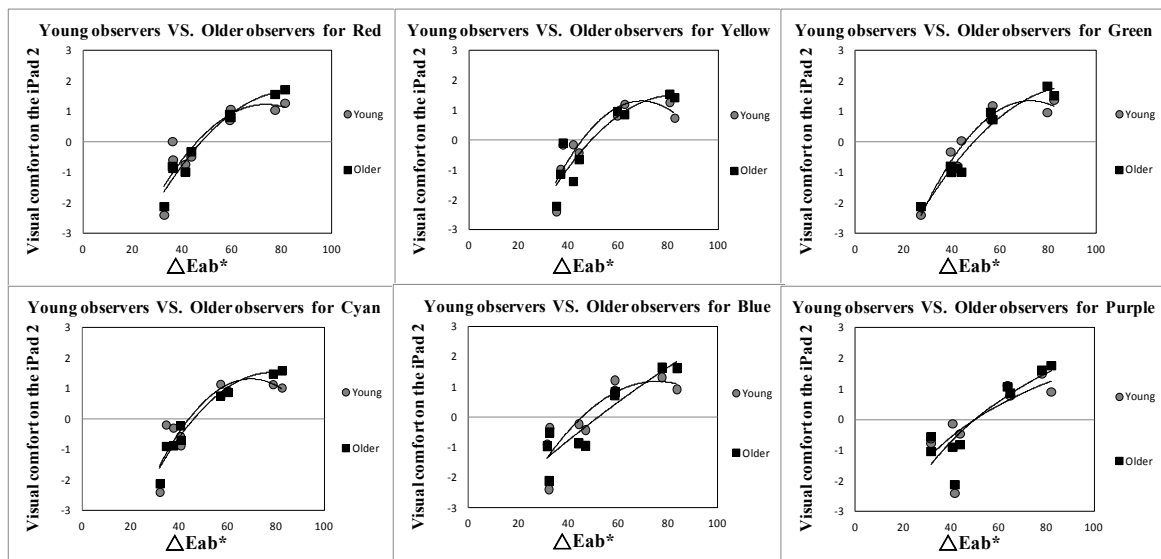 Young observers VS. Older observers for Red
Visual comfort on the iPad 2
3
2
1
0
-1
-2
-3
0 20 40 60 80 100
△Eab*
Young
Older
Young observers VS. Older observers for Yellow
Visual comfort on the iPad 2
3
2
1
0
-1
-2
-3
0 20 40 60 80 100
△Eab*
Young
Older
Young observers VS. Older observers for Green
Visual comfort on the iPad 2
3
2
1
0
-1
-2
-3
0 20 40 60 80 100
△Eab*
Young
Older
Young observers VS. Older observers for Cyan
Visual comfort on the iPad 2
3
2
1
0
-1
-2
-3
0 20 40 60 80 100
△Eab*
Young
Older
Young observers VS. Older observers for Blue
Visual comfort on the iPad 2
3
2
1
0
-1
-2
-3
0 20 40 60 80 100
△Eab*
Young
Older
Young observers VS. Older observers for Purple
Visual comfort on the iPad 2
3
2
1
0
-1
-2
-3
0 20 40 60 80 100
△Eab*
Young
Older